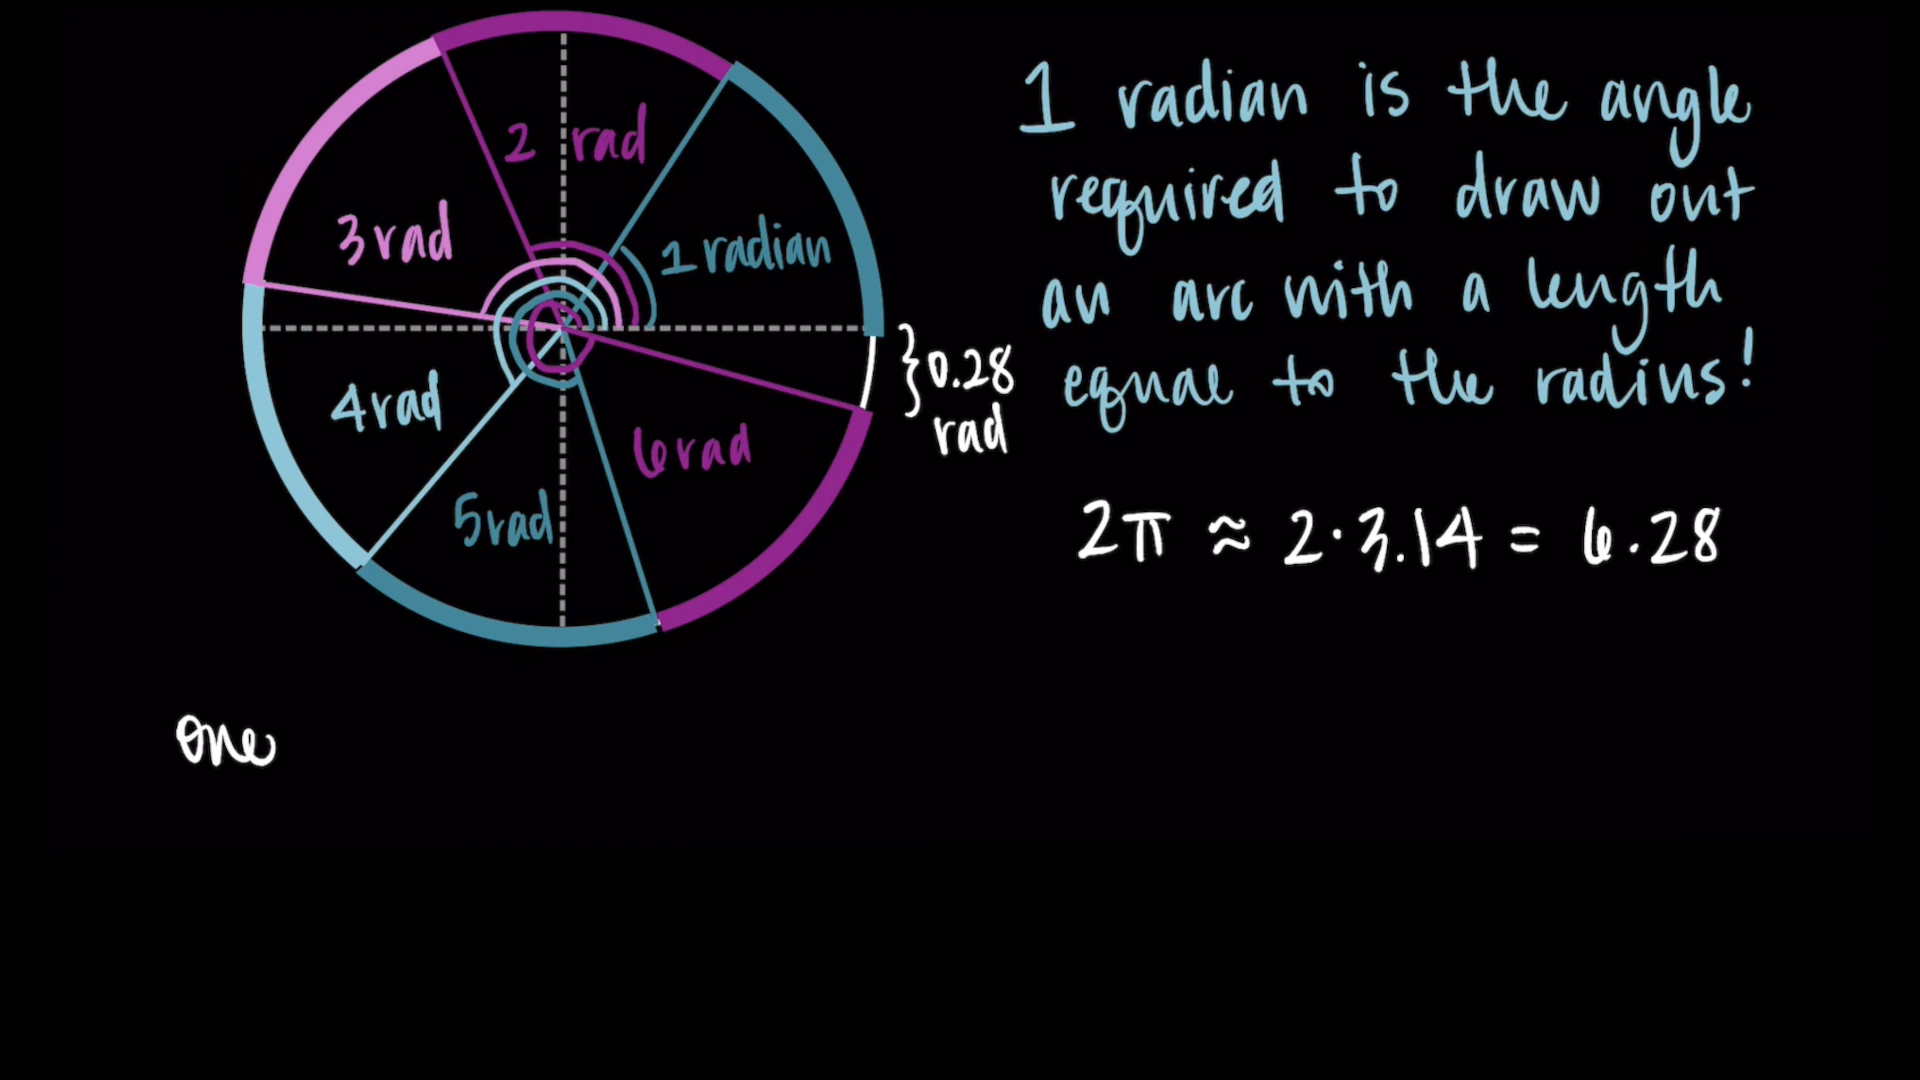 2 rad
3 rad
1 radian
4 rad
5 rad
6 rad
} 0.28
rad
1 radian is the angle
required to draw out
an arc with a length
equal to the radius!
2π ≈ 2·3.14 = 6.28
one